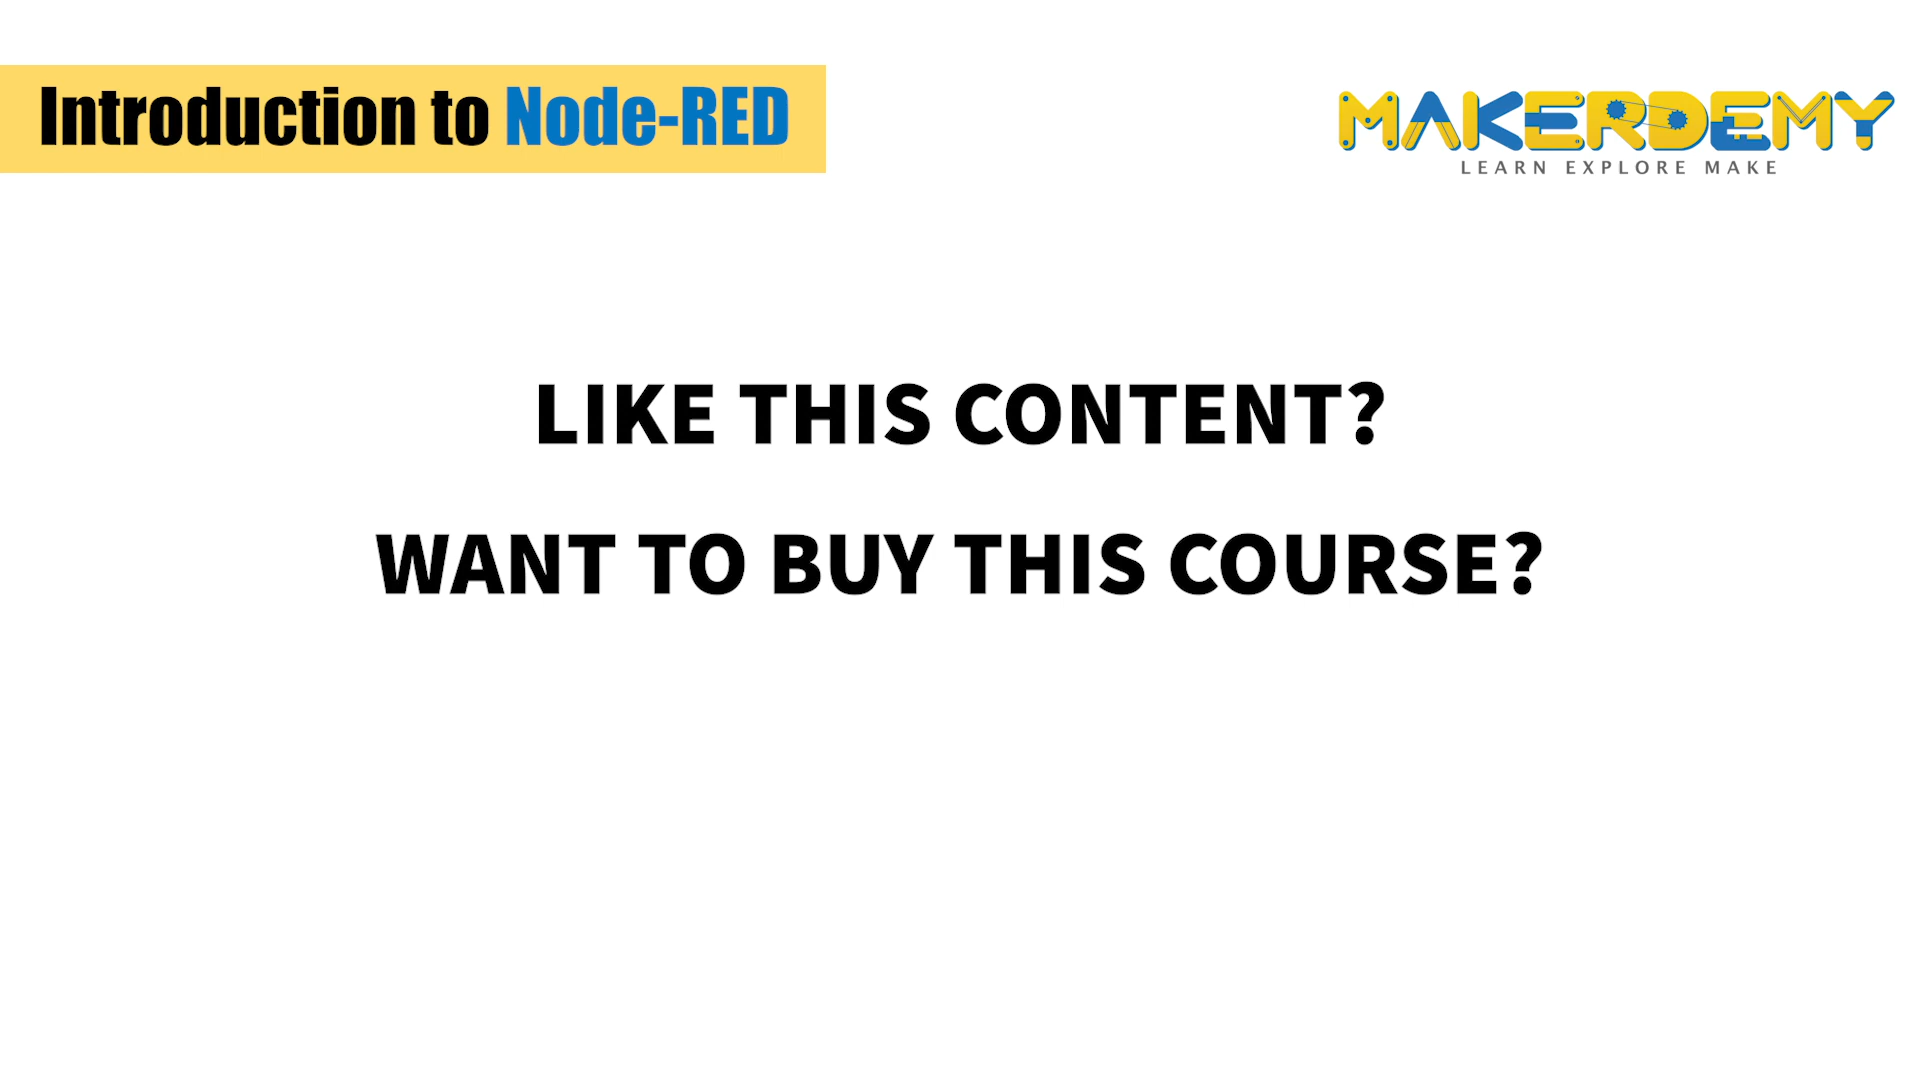 Introduction to Node-RED
MAKERDEMY
LEARN EXPLORE MAKE
LIKE THIS CONTENT?
WANT TO BUY THIS COURSE?